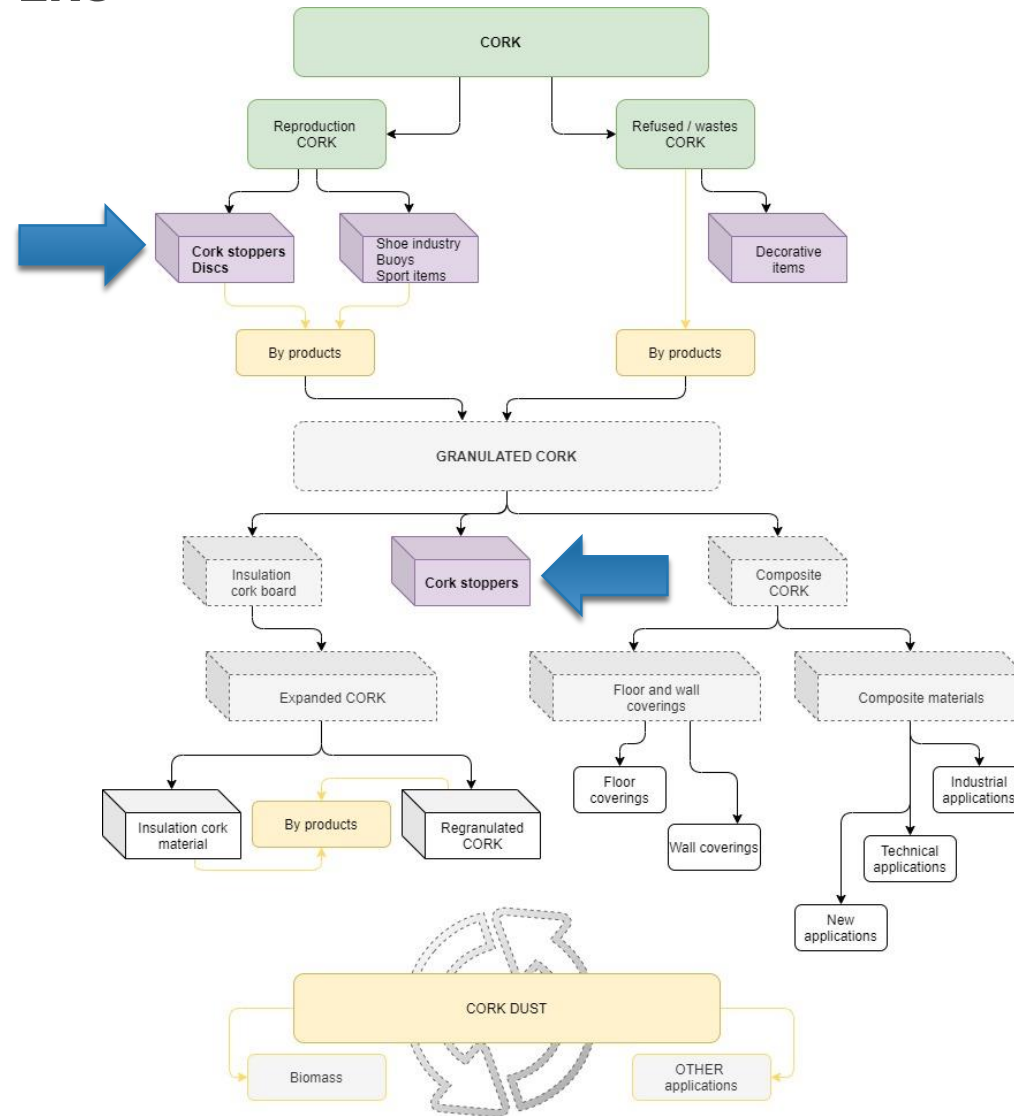 CORK
Reproduction
CORK
Refused / wastes
CORK
Cork stoppers
Discs
Shoe industry
Buoys
Sport items
Decorative
items
By products
By products
GRANULATED CORK
Insulation
cork board
Cork stoppers
Composite
CORK
Expanded CORK
Floor and wall
coverings
Composite materials
Floor
coverings
Industrial
applications
Insulation cork
material
By products
Regranulated
CORK
Wall coverings
Technical
applications
New
applications
CORK DUST
Biomass
OTHER
applications